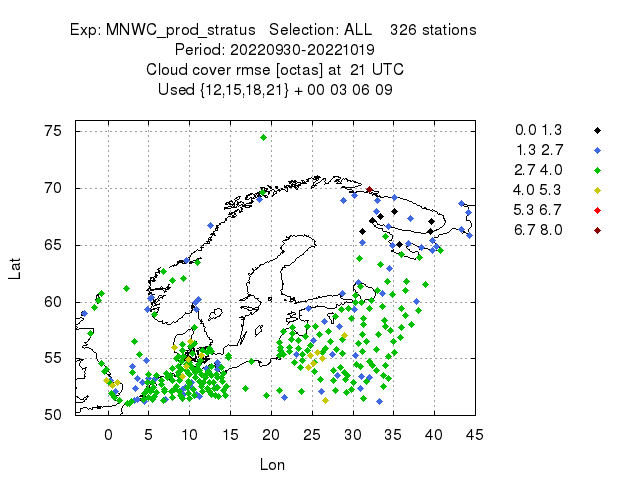 Exp: MNWC_prod_stratus   Selection: ALL    326 stations
Period: 20220930-20221019
Cloud cover rmse [octas] at  21 UTC
Used {12,15,18,21} + 00 03 06 09
75
70
65
60
55
50
Lat
0 5 10 15 20 25 30 35 40 45
Lon
0.0 1.3
1.3 2.7
2.7 4.0
4.0 5.3
5.3 6.7
6.7 8.0